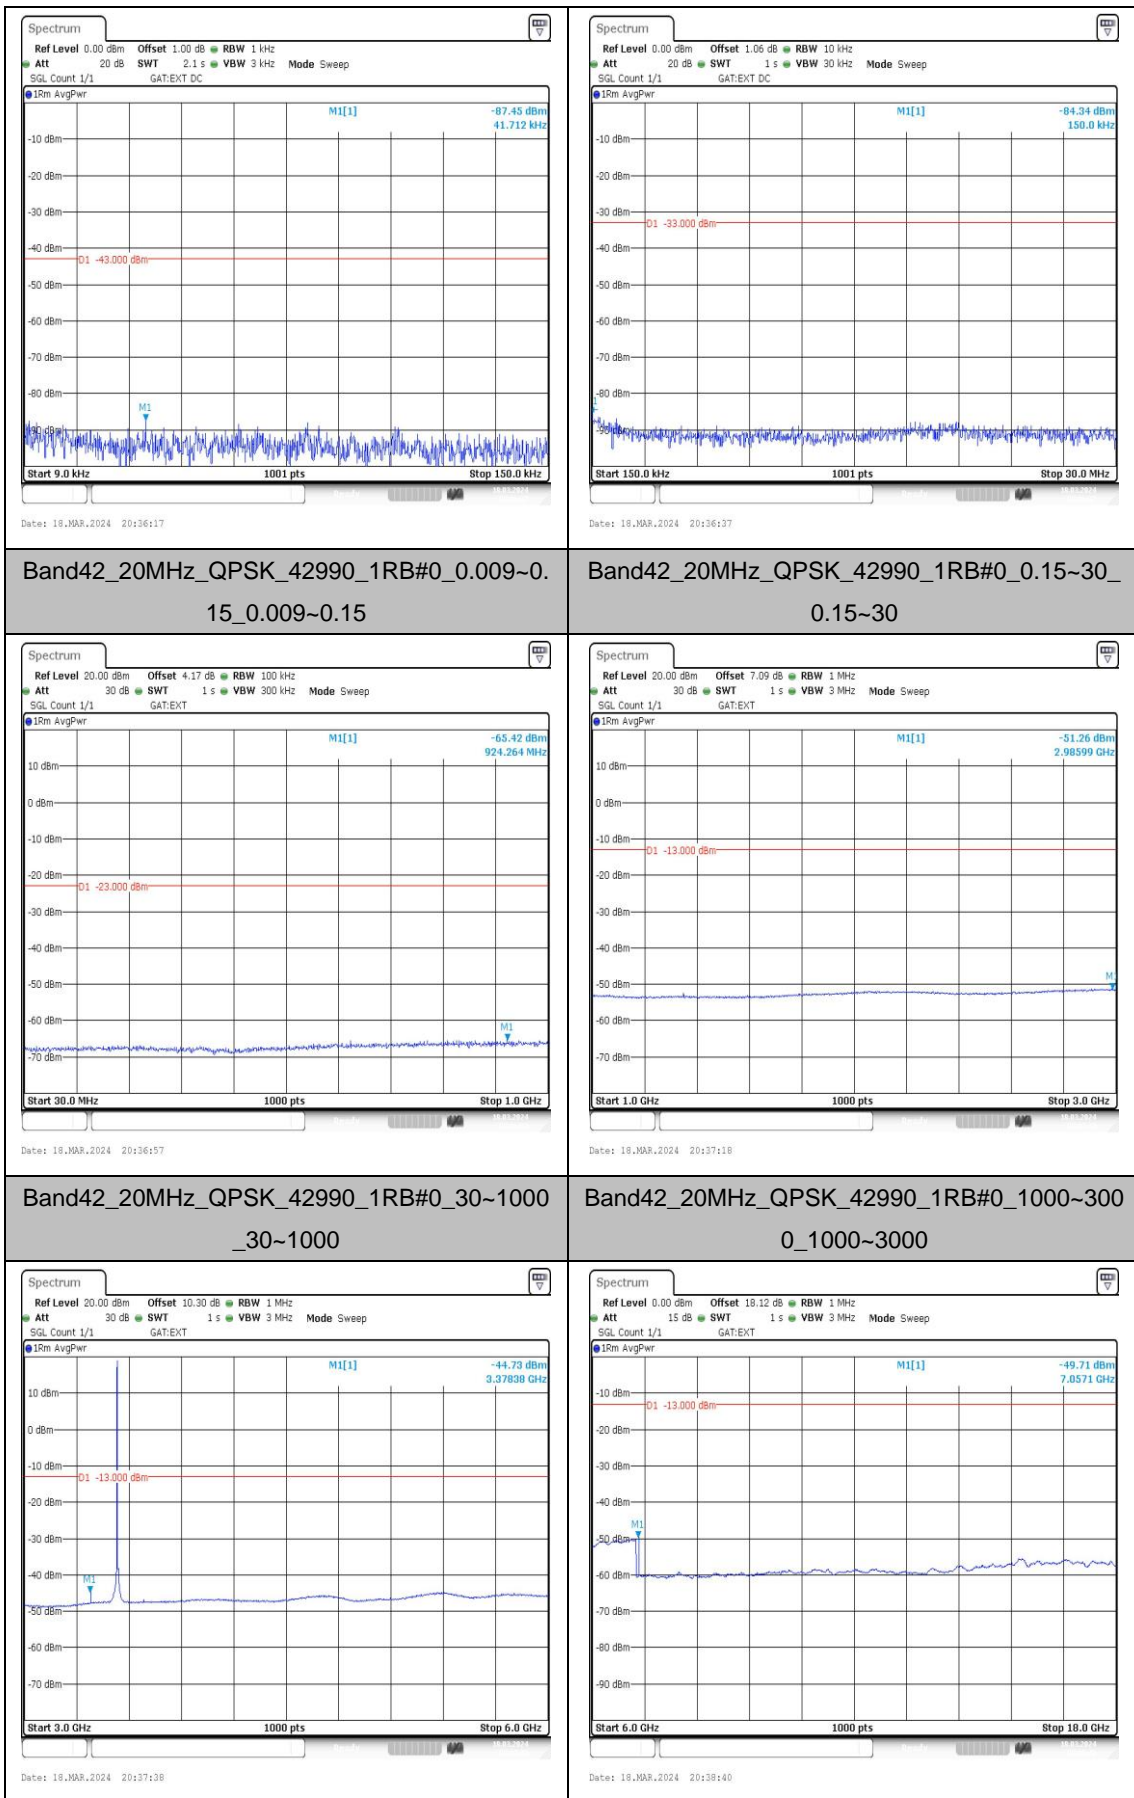 Spectrum
Ref Level 0.00 dBm Offset 1.00 dB RBW 1 kHz
Att 20 dB SWT 2.1 s VBW 3 kHz Mode Sweep
SGL Count 1/1 GAT:EXT DC
1Rm AvgPwr
M1[1] -87.45 dBm
41.712 kHz
-10 dBm
-20 dBm
-30 dBm
-40 dBm
D1 -43.000 dBm
-50 dBm
-60 dBm
-70 dBm
-80 dBm
M1
-90 dBm
Start 9.0 kHz 1001 pts Stop 150.0 kHz
Date: 18.MAR.2024 20:36:17
Spectrum
Ref Level 0.00 dBm Offset 1.06 dB RBW 10 kHz
Att 20 dB SWT 1 s VBW 30 kHz Mode Sweep
SGL Count 1/1 GAT:EXT DC
1Rm AvgPwr
M1[1] -84.34 dBm
150.0 kHz
-10 dBm
-20 dBm
-30 dBm
D1 -33.000 dBm
-40 dBm
-50 dBm
-60 dBm
-70 dBm
-80 dBm
-90 dBm
Start 150.0 kHz 1001 pts Stop 30.0 MHz
Date: 18.MAR.2024 20:36:37
Band42_20MHz_QPSK_42990_1RB#0_0.009~0.
15_0.009~0.15
Band42_20MHz_QPSK_42990_1RB#0_0.15~30_
0.15~30
Spectrum
Ref Level 20.00 dBm Offset 4.17 dB RBW 100 kHz
Att 30 dB SWT 1 s VBW 300 kHz Mode Sweep
SGL Count 1/1 GAT:EXT
1Rm AvgPwr
M1[1] -65.42 dBm
924.264 MHz
10 dBm
0 dBm
-10 dBm
-20 dBm
D1 -23.000 dBm
-30 dBm
-40 dBm
-50 dBm
-60 dBm
M1
-70 dBm
Start 30.0 MHz 1000 pts Stop 1.0 GHz
Date: 18.MAR.2024 20:36:57
Spectrum
Ref Level 20.00 dBm Offset 7.09 dB RBW 1 MHz
Att 30 dB SWT 1 s VBW 3 MHz Mode Sweep
SGL Count 1/1 GAT:EXT
1Rm AvgPwr
M1[1] -51.26 dBm
2.98599 GHz
10 dBm
0 dBm
-10 dBm
D1 -13.000 dBm
-20 dBm
-30 dBm
-40 dBm
-50 dBm
-60 dBm
-70 dBm
Start 1.0 GHz 1000 pts Stop 3.0 GHz
Date: 18.MAR.2024 20:37:18
Band42_20MHz_QPSK_42990_1RB#0_30~1000
_30~1000
Band42_20MHz_QPSK_42990_1RB#0_1000~300
0_1000~3000
Spectrum
Ref Level 20.00 dBm Offset 10.30 dB RBW 1 MHz
Att 30 dB SWT 1 s VBW 3 MHz Mode Sweep
SGL Count 1/1 GAT:EXT
1Rm AvgPwr
M1[1] -44.73 dBm
3.37838 GHz
10 dBm
0 dBm
-10 dBm
D1 -13.000 dBm
-20 dBm
-30 dBm
-40 dBm
M1
-50 dBm
-60 dBm
-70 dBm
Start 3.0 GHz 1000 pts Stop 6.0 GHz
Date: 18.MAR.2024 20:37:38
Spectrum
Ref Level 0.00 dBm Offset 18.12 dB RBW 1 MHz
Att 15 dB SWT 1 s VBW 3 MHz Mode Sweep
SGL Count 1/1 GAT:EXT
1Rm AvgPwr
M1[1] -49.71 dBm
7.0571 GHz
-10 dBm
D1 -13.000 dBm
-20 dBm
-30 dBm
-40 dBm
M1
-50 dBm
-60 dBm
-70 dBm
-80 dBm
-90 dBm
Start 6.0 GHz 1000 pts Stop 18.0 GHz
Date: 18.MAR.2024 20:38:40